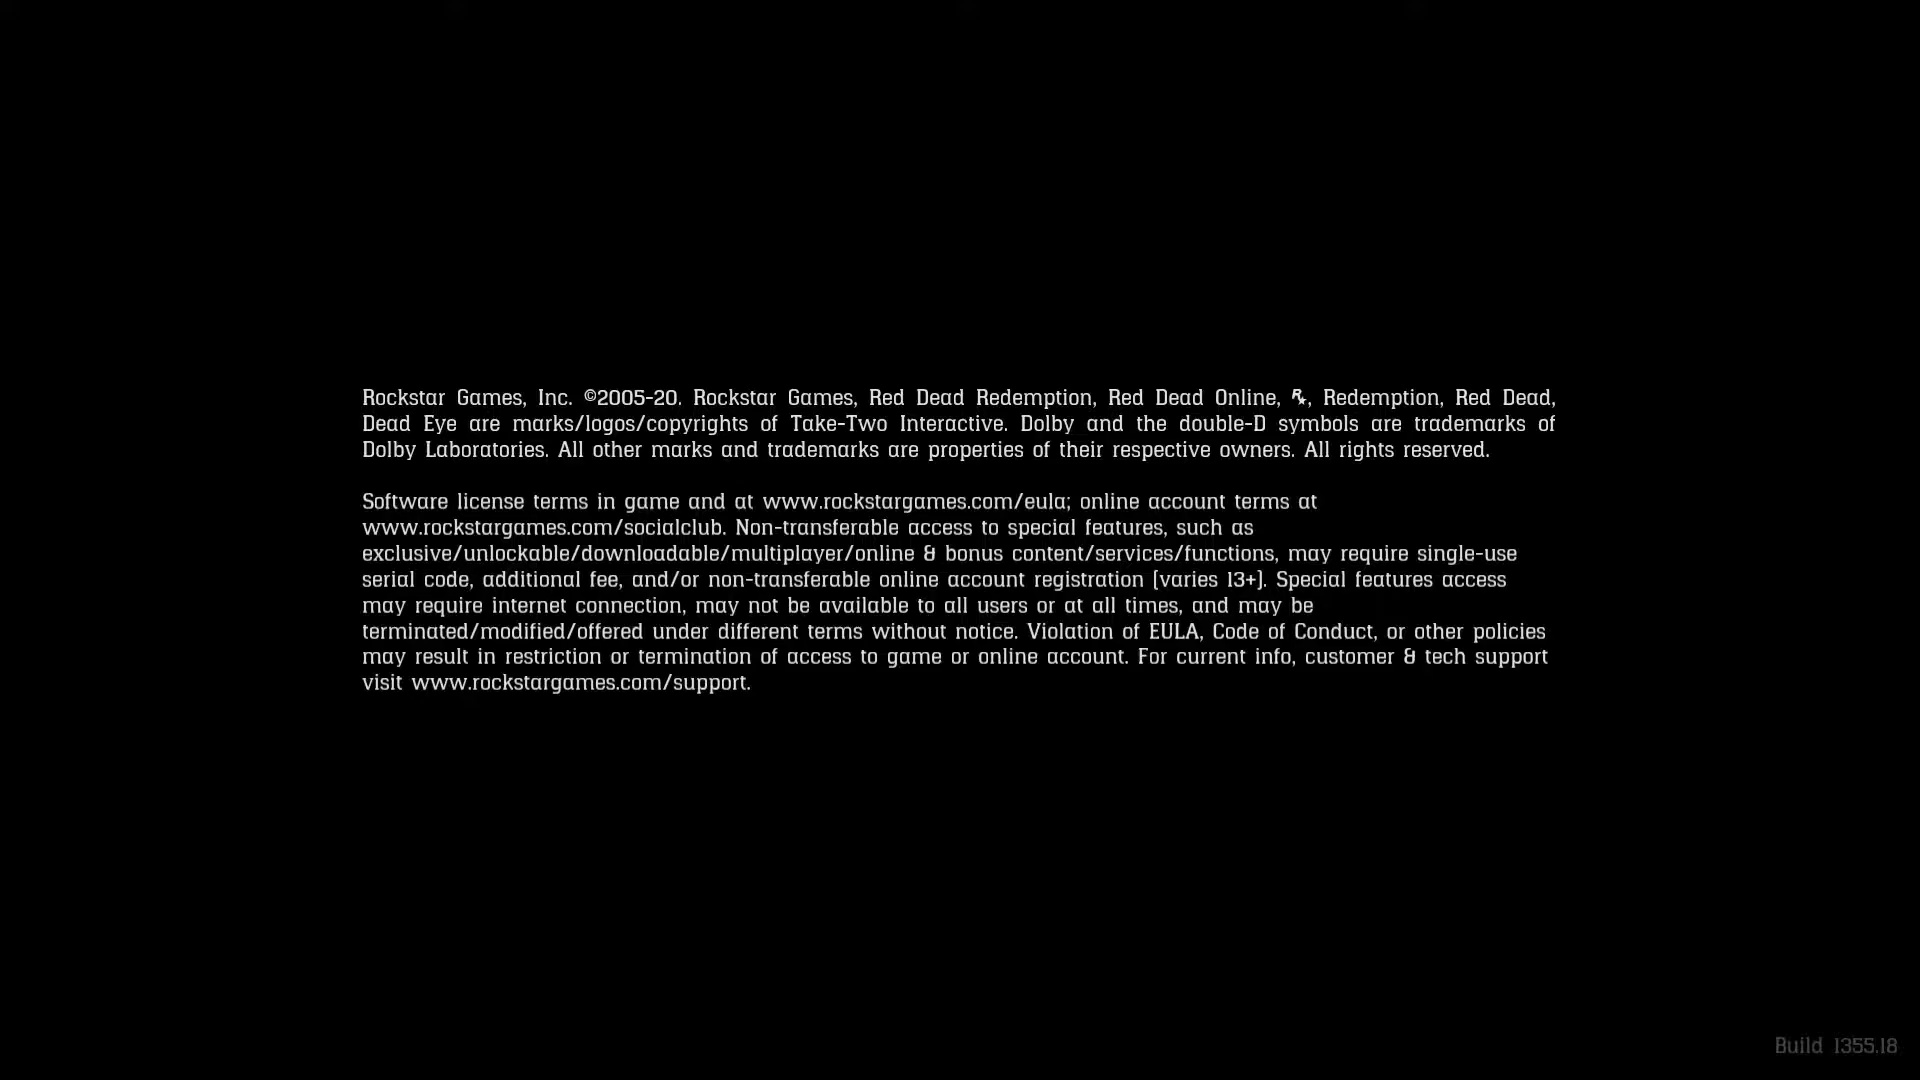 Rockstar Games, Inc. ©2005-20. Rockstar Games, Red Dead Redemption, Red Dead Online, R★, Redemption, Red Dead,
Dead Eye are marks/logos/copyrights of Take-Two Interactive. Dolby and the double-D symbols are trademarks of
Dolby Laboratories. All other marks and trademarks are properties of their respective owners. All rights reserved.
Software license terms in game and at www.rockstargames.com/eula; online account terms at
www.rockstargames.com/socialclub. Non-transferable access to special features, such as
exclusive/unlockable/downloadable/multiplayer/online & bonus content/services/functions, may require single-use
serial code, additional fee, and/or non-transferable online account registration (varies 13+). Special features access
may require internet connection, may not be available to all users or at all times, and may be
terminated/modified/offered under different terms without notice. Violation of EULA, Code of Conduct, or other policies
may result in restriction or termination of access to game or online account. For current info, customer & tech support
visit www.rockstargames.com/support.
Build 1355.18